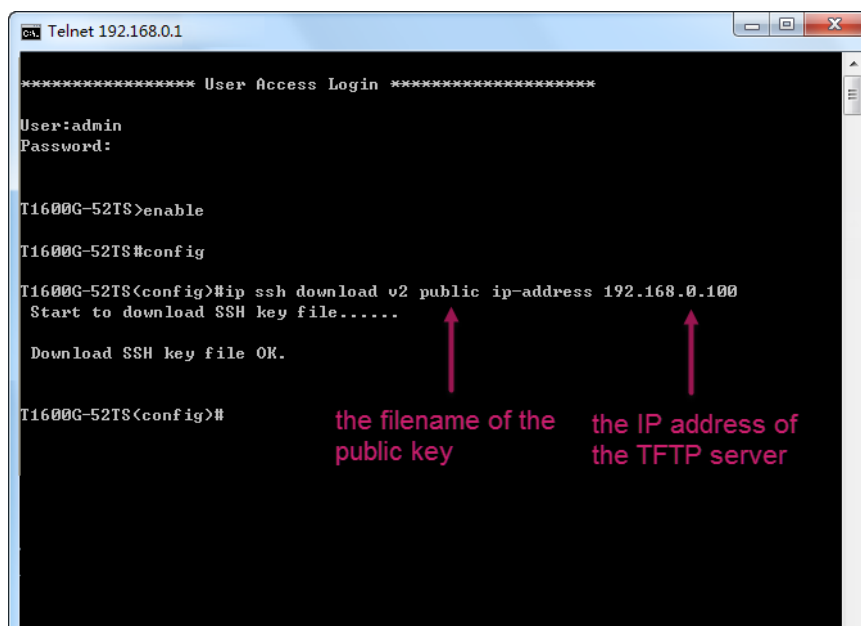 Telnet 192.168.0.1
***************** User Access Login ********************
User:admin
Password:
T1600G-52TS>enable
T1600G-52TS#config
T1600G-52TS(config)#ip ssh download v2 public ip-address 192.168.0.100
Start to download SSH key file......
Download SSH key file OK.
T1600G-52TS(config)#
the filename of the
public key
the IP address of
the TFTP server